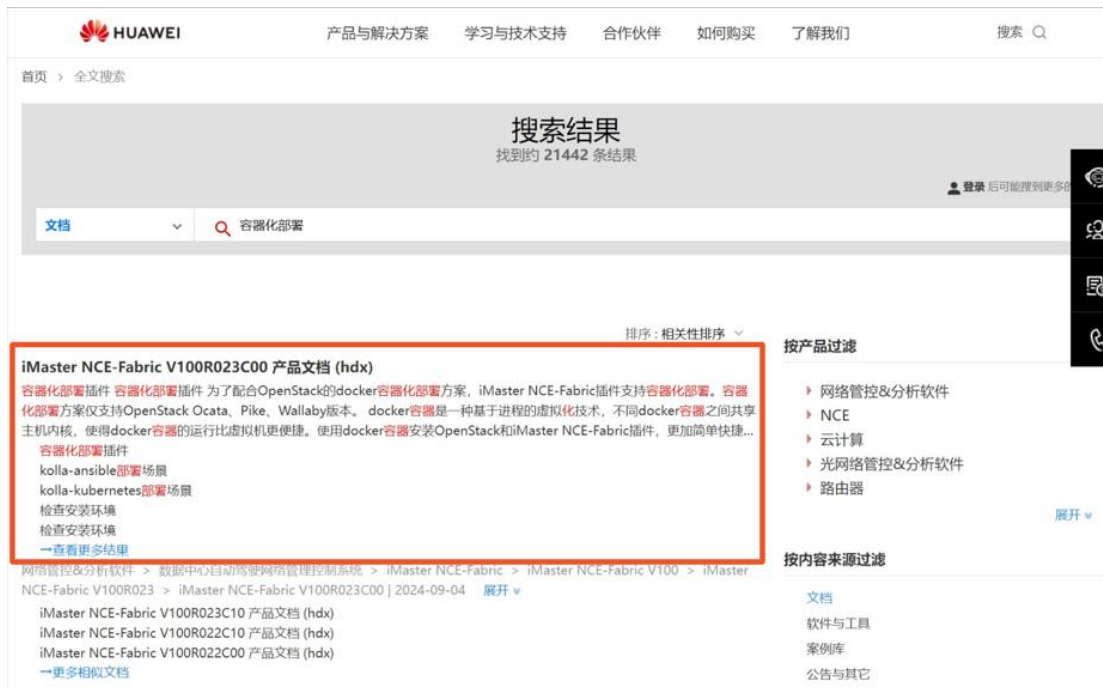 HUAWEI 产品与解决方案 学习与技术支持 合作伙伴 如何购买 了解我们 搜索
首页 > 全文搜索
搜索结果
找到约 21442 条结果
登录 后可能搜到更多的
文档 容器化部署
排序 : 相关性排序
iMaster NCE-Fabric V100R023C00 产品文档 (hdx)
容器化部署插件 容器化部署插件 为了配合OpenStack的docker容器化部署方案，iMaster NCE-Fabric插件支持容器化部署。容器
化部署方案仅支持OpenStack Ocata、Pike、Wallaby版本。 docker容器是一种基于进程的虚拟化技术，不同docker容器之间共享
主机内核，使得docker容器的运行比虚拟机更便捷。使用docker容器安装OpenStack和iMaster NCE-Fabric插件，更加简单快捷...
容器化部署插件
kolla-ansible部署场景
kolla-kubernetes部署场景
检查安装环境
检查安装环境
→查看更多结果
网络管控&分析软件 > 数据中心自动驾驶网络管理控制系统 > iMaster NCE-Fabric > iMaster NCE-Fabric V100 > iMaster
NCE-Fabric V100R023 > iMaster NCE-Fabric V100R023C00 | 2024-09-04 展开
iMaster NCE-Fabric V100R023C10 产品文档 (hdx)
iMaster NCE-Fabric V100R022C10 产品文档 (hdx)
iMaster NCE-Fabric V100R022C00 产品文档 (hdx)
→更多相似文档
按产品过滤
网络管控&分析软件
NCE
云计算
光网络管控&分析软件
路由器
展开
按内容来源过滤
文档
软件与工具
案例库
公告与其它